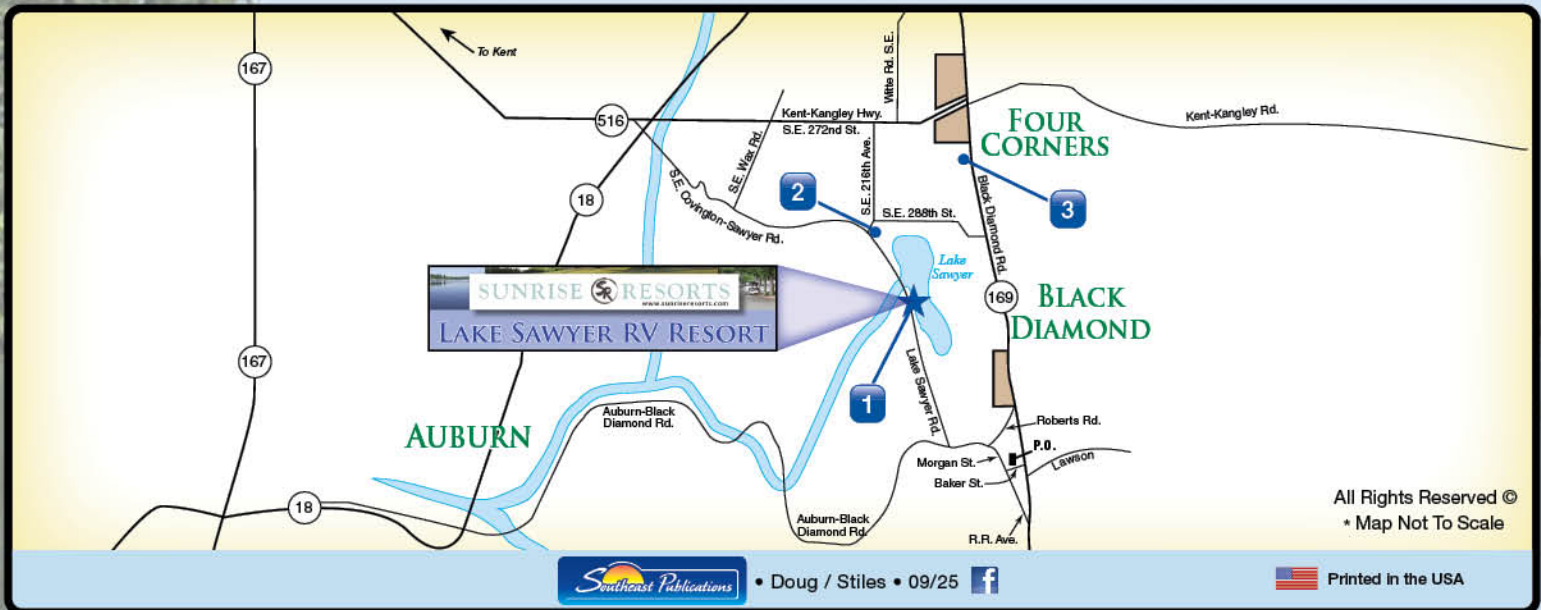 To Kent
167
516
Kent-Kangley Hwy.
S.E. 272nd St.
Witte Rd. S.E.
FOUR
CORNERS
Kent-Kangley Rd.
S.E. Wax Rd.
S.E. 216th Ave.
18
2
3
S.E. Covington-Sawyer Rd.
S.E. 288th St.
Black Diamond Rd.
Lake
Sawyer
SUNRISE SR RESORTS
www.sunriseresorts.com
LAKE SAWYER RV RESORT
169
BLACK
DIAMOND
167
1
Lake Sawyer Rd.
AUBURN
Auburn-Black
Diamond Rd.
Roberts Rd.
P.O.
Morgan St.
Lawson
Baker St.
18
Auburn-Black
Diamond Rd.
R.R. Ave.
All Rights Reserved ©
* Map Not To Scale
Southeast Publications
• Doug / Stiles • 09/25 f
Printed in the USA